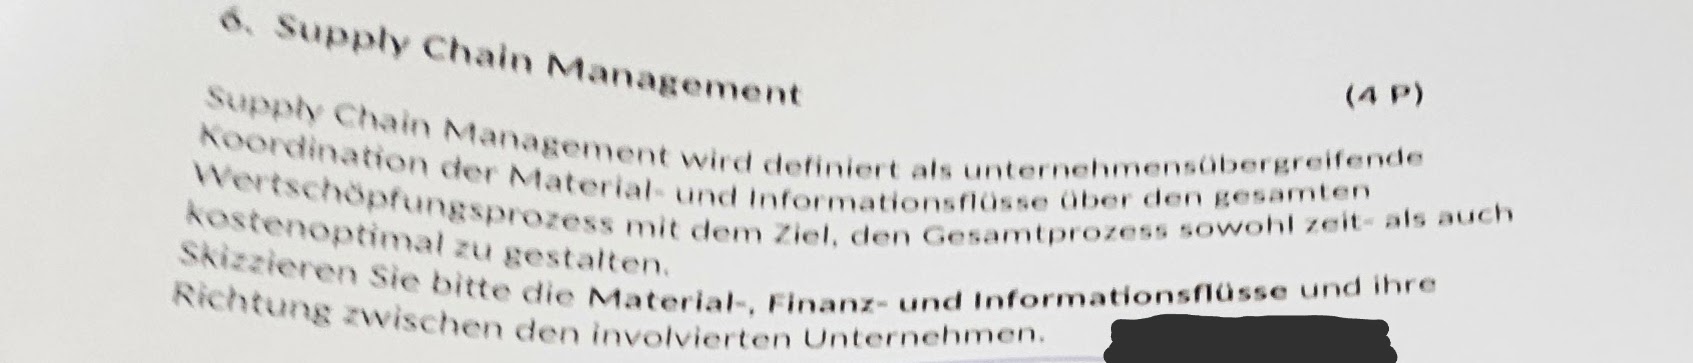 6. Supply Chain Management
(4 P)
Supply Chain Management wird definiert als unternehmensübergreifende
Koordination der Material- und Informationsflüsse über den gesamten
Wertschöpfungsprozess mit dem Ziel, den Gesamtprozess sowohl zeit- als auch
kostenoptimal zu gestalten.
Skizzieren Sie bitte die Material-, Finanz- und Informationsflüsse und ihre
Richtung zwischen den involvierten Unternehmen.